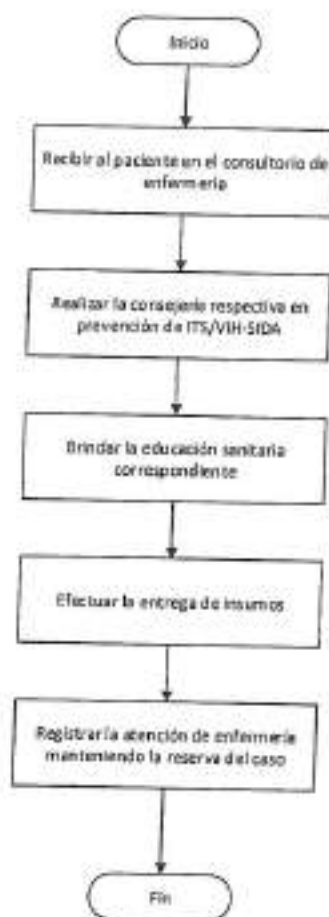 Inicio
Recibir al paciente en el consultorio de
enfermería
Realizar la consejería respectiva en
prevención de ITS/VIH-SIDA
Brindar la educación sanitaria
correspondiente
Efectuar la entrega de insumos
Registrar la atención de enfermería
manteniendo la reserva del caso
Fin